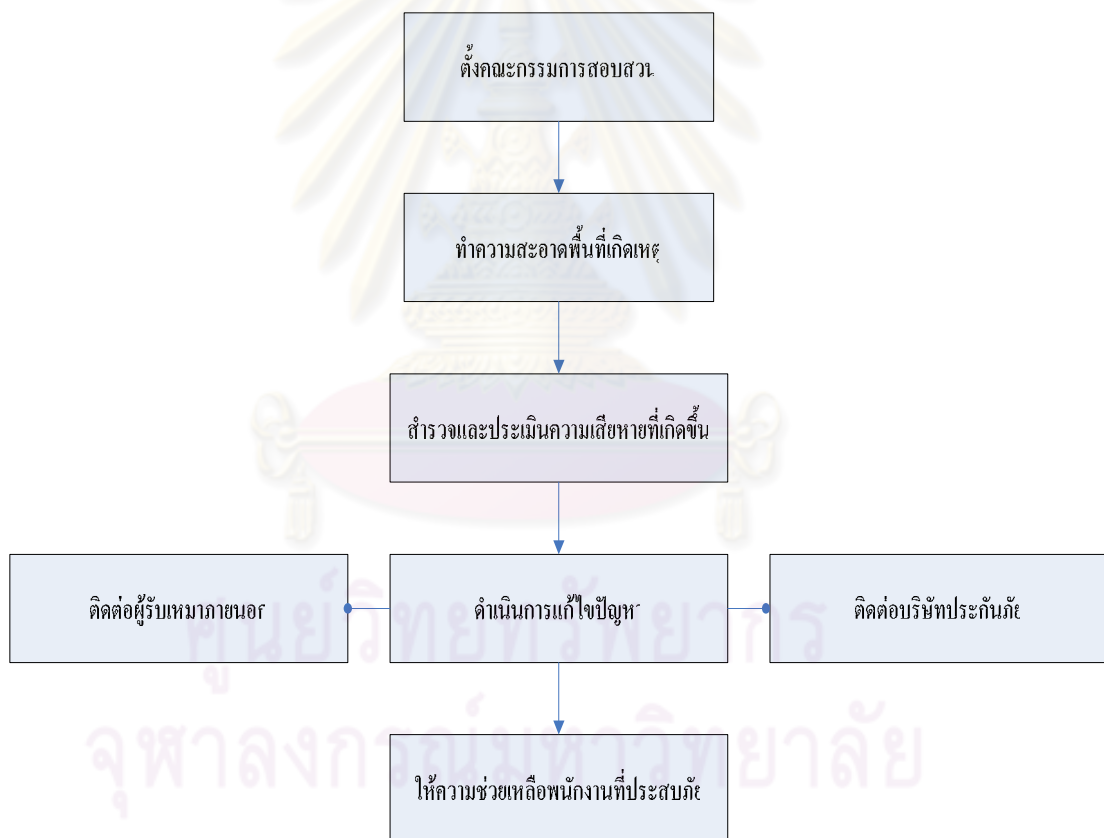 ตั้งคณะกรรมการสอบสวน
ทำความสะอาดพื้นที่เกิดเหตุ
สำรวจและประเมินความเสียหายที่เกิดขึ้น
ติดต่อผู้รับเหมาภายนอก
ดำเนินการแก้ไขปัญหา
ติดต่อบริษัทประกันภัย
ให้ความช่วยเหลือพนักงานที่ประสบภัย
ศูนย์วิทยทรัพยากร
จุฬาลงกรณ์มหาวิทยาลัย